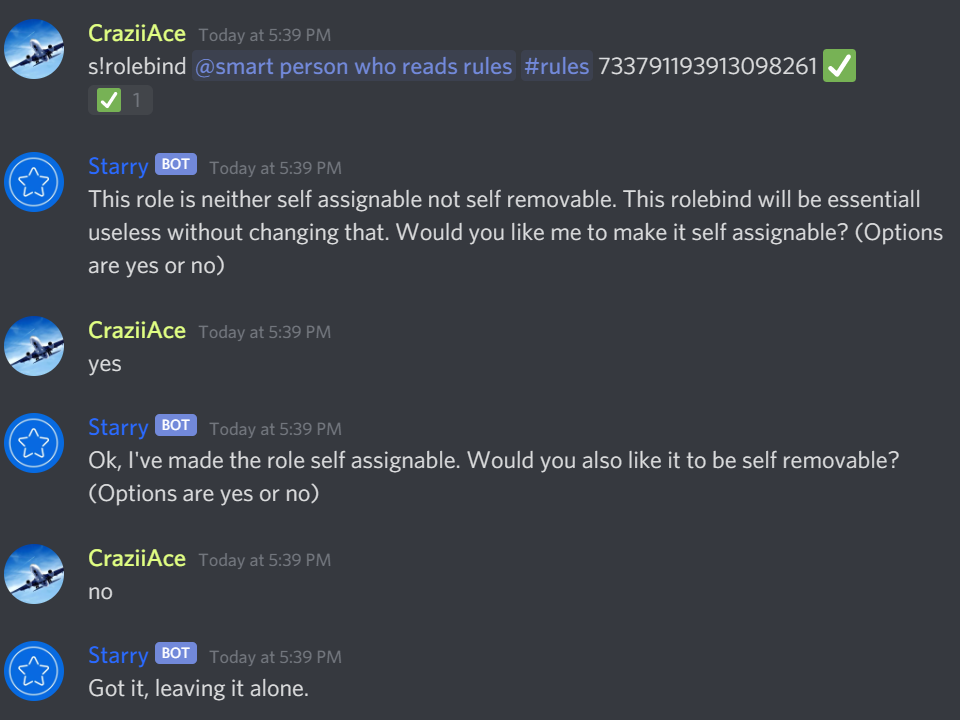 CraziiAce Today at 5:39 PM
s!rolebind @smart person who reads rules #rules 733791193913098261 ✅
✅ 1
Starry BOT Today at 5:39 PM
This role is neither self assignable not self removable. This rolebind will be essentiall
useless without changing that. Would you like me to make it self assignable? (Options
are yes or no)
CraziiAce Today at 5:39 PM
yes
Starry BOT Today at 5:39 PM
Ok, I've made the role self assignable. Would you also like it to be self removable?
(Options are yes or no)
CraziiAce Today at 5:39 PM
no
Starry BOT Today at 5:39 PM
Got it, leaving it alone.